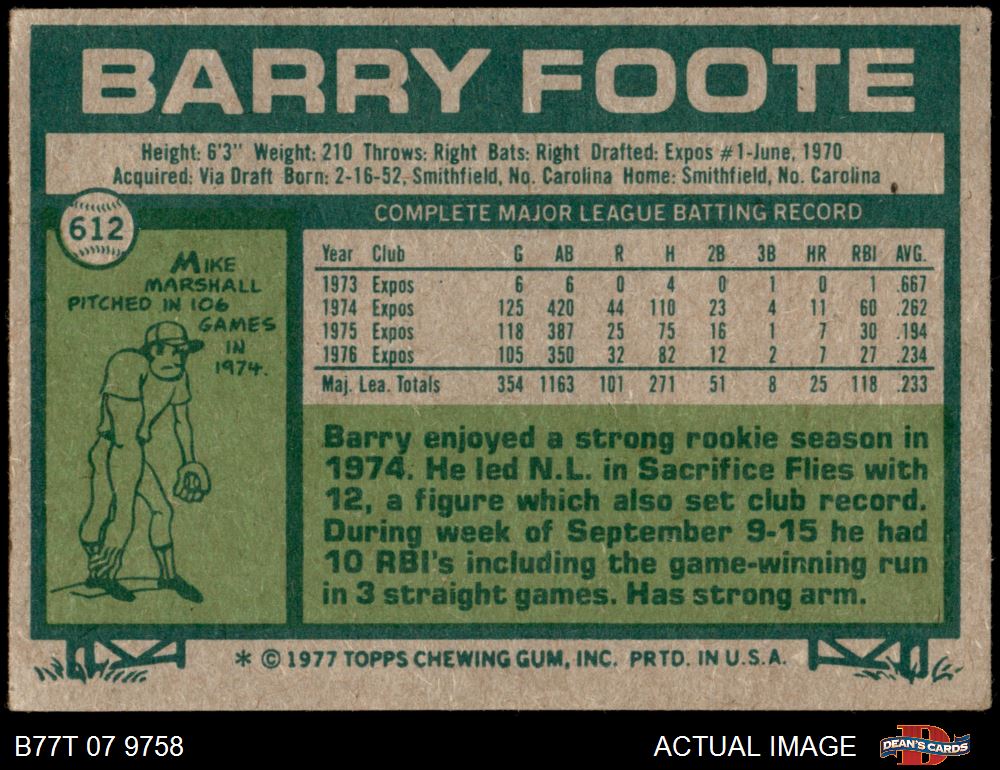 BARRY FOOTE
Height: 6'3" Weight: 210 Throws: Right Bats: Right Drafted: Expos #1-June, 1970
Acquired: Via Draft Born: 2-16-52, Smithfield, No. Carolina Home: Smithfield, No. Carolina
612
MIKE
MARSHALL
PITCHED IN 106
GAMES
IN
1974.
COMPLETE MAJOR LEAGUE BATTING RECORD
Year Club G AB R H 2B 3B HR RBI AVG.
1973 Expos 6 6 0 4 0 1 0 1 .667
1974 Expos 125 420 44 110 23 4 11 60 .262
1975 Expos 118 387 25 75 16 1 7 30 .194
1976 Expos 105 350 32 82 12 2 7 27 .234
Maj. Lea. Totals 354 1163 101 271 51 8 25 118 .233
Barry enjoyed a strong rookie season in
1974. He led N.L. in Sacrifice Flies with
12, a figure which also set club record.
During week of September 9-15 he had
10 RBI's including the game-winning run
in 3 straight games. Has strong arm.
* © 1977 TOPPS CHEWING GUM, INC. PRTD. IN U.S.A.
B77T 07 9758
ACTUAL IMAGE
D
DEAN'S CARDS